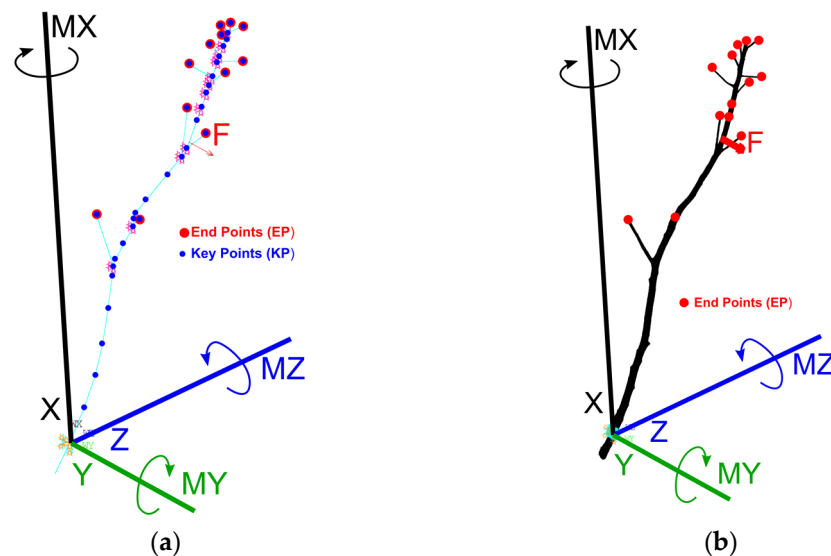 MX
F
End Points (EP)
Key Points (KP)
MZ
X
Z
Y
MY
(a)
MX
F
End Points (EP)
MZ
X
Z
Y
MY
(b)